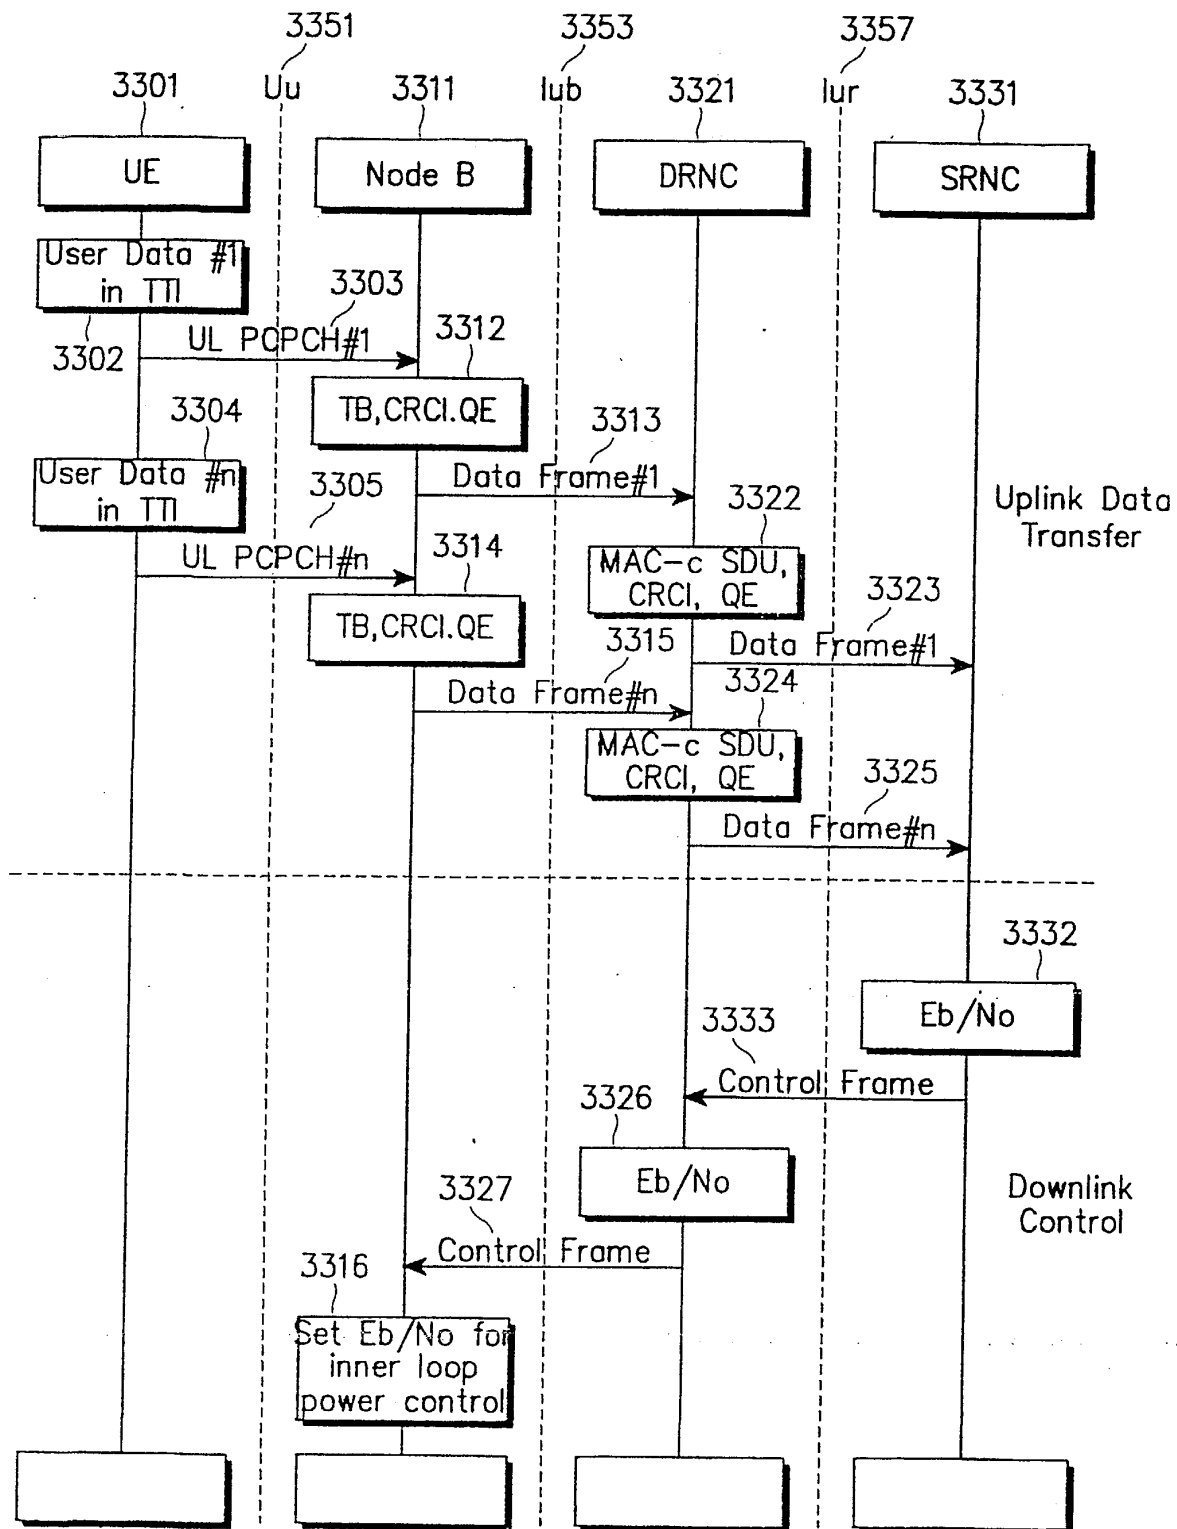 3351
3353
3357
3301
Uu
3311
Iub
3321
Iur
3331
UE
Node B
DRNC
SRNC
User Data #1
in TTI
3303
3302
UL PCPCH#1
3312
TB,CRCI.QE
3304
3313
User Data #n
in TTI
3305
Data Frame#1
3322
Uplink Data
Transfer
UL PCPCH#n
3314
MAC-c SDU,
CRCI, QE
3323
TB,CRCI.QE
3315
Data Frame#1
Data Frame#n
3324
MAC-c SDU,
CRCI, QE
3325
Data Frame#n
3332
Eb/No
3333
Control Frame
3326
Eb/No
Downlink
Control
3327
Control Frame
3316
Set Eb/No for
inner loop
power control